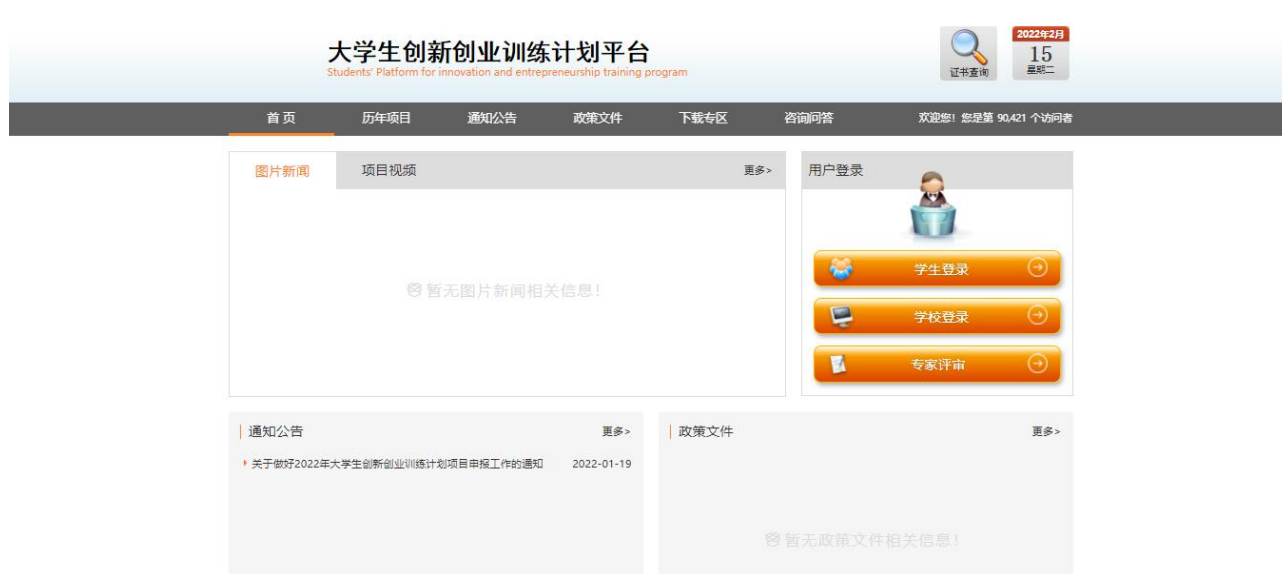 大学生创新创业训练计划平台
Students' Platform for innovation and entrepreneurship training program
证书查询
2022年2月
15
星期二
首页 历年项目 通知公告 政策文件 下载专区 咨询问答 欢迎您！您是第 90,421 个访问者
图片新闻 项目视频 更多>
用户登录
暂无图片新闻相关信息！
学生登录
学校登录
专家评审
通知公告 更多>
关于做好2022年大学生创新创业训练计划项目申报工作的通知 2022-01-19
政策文件 更多>
暂无政策文件相关信息！